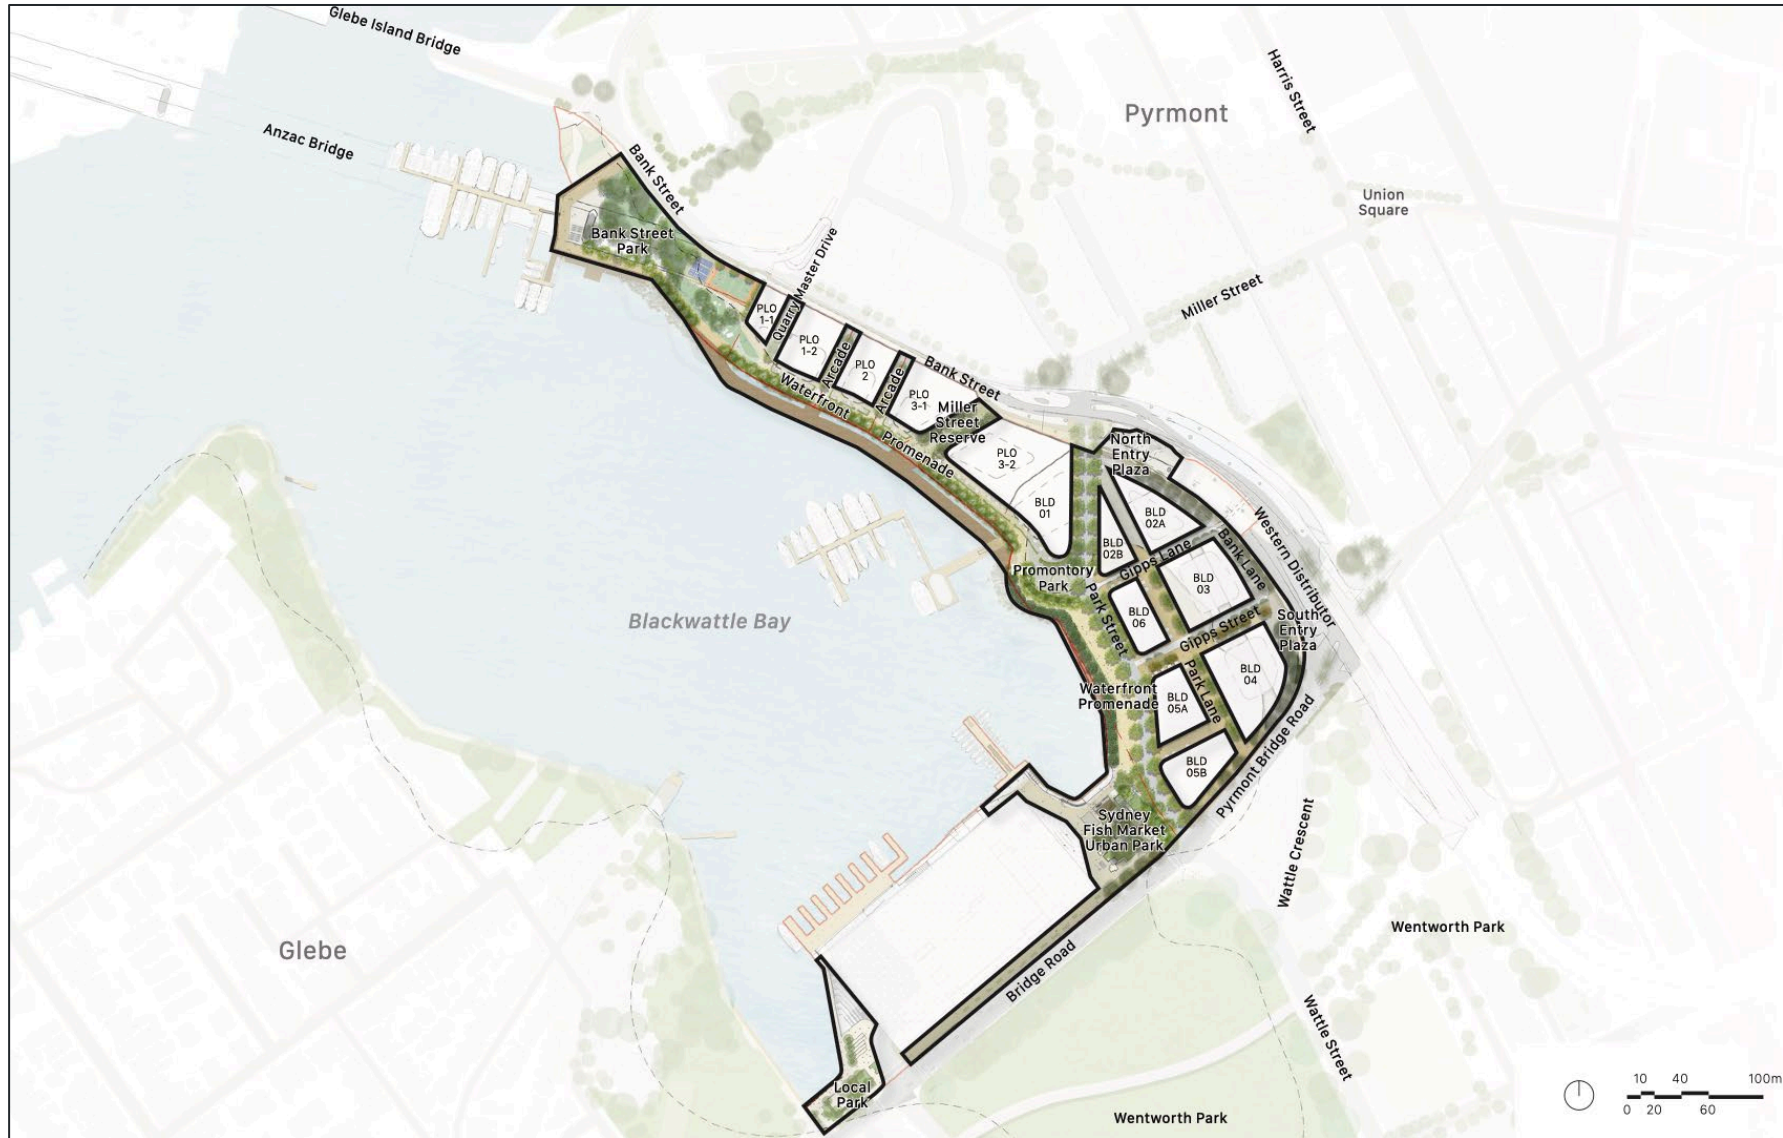 Glebe Island Bridge
Anzac Bridge
Bank Street
Pyrmont
Harris Street
Union
Square
Bank Street
Park
Quarry Master Drive
Miller Street
PLO
1-1
PLO
1-2
Arcade
PLO
2
Arcade
Bank Street
PLO
3-1
Miller
Street
Reserve
Waterfront
Promenade
PLO
3-2
North
Entry
Plaza
BLD
01
BLD
02A
BLD
02B
Gipps Lane
Bank Lane
Western Distributor
Promontory
Park
Park Street
BLD
03
BLD
06
Gipps Street
South
Entry
Plaza
Blackwattle Bay
BLD
04
Park Lane
Waterfront
Promenade
BLD
05A
BLD
05B
Pyrmont Bridge Road
Sydney
Fish Market
Urban Park
Wattle Crescent
Wentworth Park
Glebe
Bridge Road
Wattle Street
Local
Park
Wentworth Park
10 40 100m
0 20 60